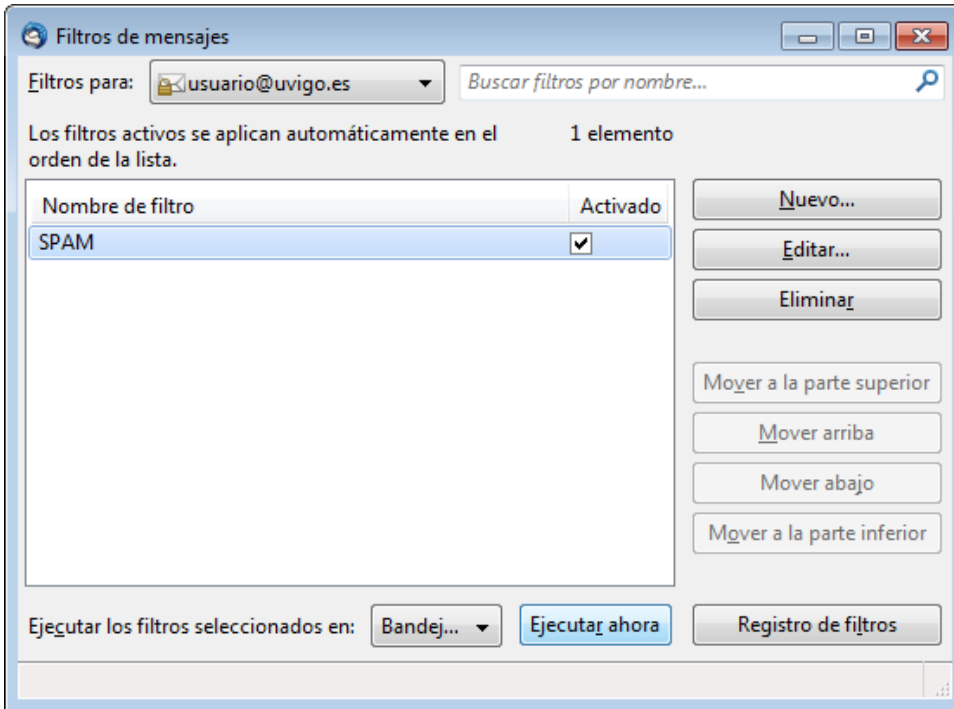 Filtros de mensajes
Filtros para: usuario@uvigo.es Buscar filtros por nombre...
Los filtros activos se aplican automáticamente en el 1 elemento
orden de la lista.
Nombre de filtro Activado
SPAM
Nuevo...
Editar...
Eliminar
Mover a la parte superior
Mover arriba
Mover abajo
Mover a la parte inferior
Ejecutar los filtros seleccionados en: Bandej... Ejecutar ahora Registro de filtros